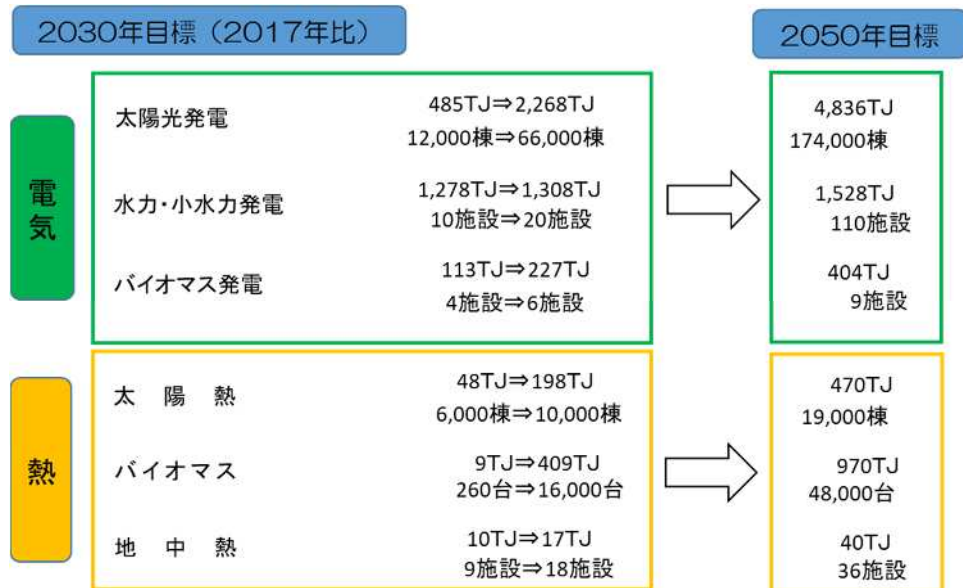 2030年目標（2017年比）
2050年目標
電気
太陽光発電
485TJ⇒2,268TJ
12,000棟⇒66,000棟
4,836TJ
174,000棟
水力・小水力発電
1,278TJ⇒1,308TJ
10施設⇒20施設
1,528TJ
110施設
バイオマス発電
113TJ⇒227TJ
4施設⇒6施設
404TJ
9施設
熱
太　陽　熱
48TJ⇒198TJ
6,000棟⇒10,000棟
470TJ
19,000棟
バイオマス
9TJ⇒409TJ
260台⇒16,000台
970TJ
48,000台
地　中　熱
10TJ⇒17TJ
9施設⇒18施設
40TJ
36施設